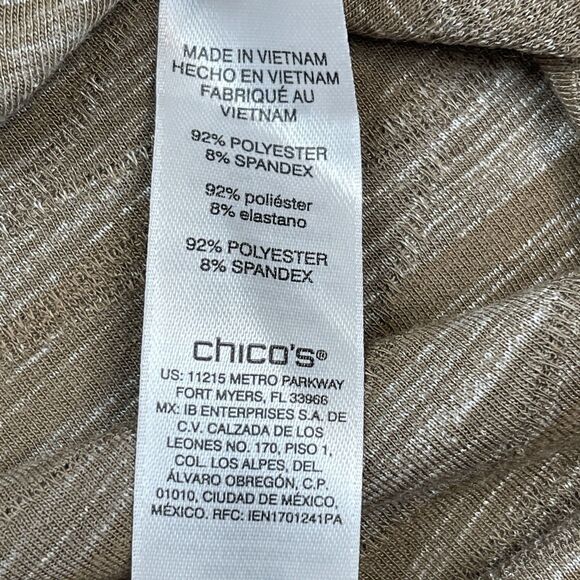 MADE IN VIETNAM
HECHO EN VIETNAM
FABRIQUÉ AU
VIETNAM
92% POLYESTER
8% SPANDEX
92% poliéster
8% elastano
92% POLYESTER
8% SPANDEX
chico's®
US: 11215 METRO PARKWAY
FORT MYERS, FL 33966
MX: IB ENTERPRISES S.A. DE
C.V. CALZADA DE LOS
LEONES NO. 170, PISO 1,
COL. LOS ALPES, DEL.
ÁLVARO OBREGÓN, C.P.
01010, CIUDAD DE MÉXICO,
MÉXICO. RFC: IEN1701241PA